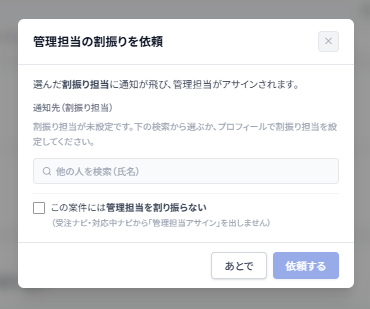 管理担当の割振りを依頼
選んだ割振り担当に通知が飛び、管理担当がアサインされます。
通知先(割振り担当)
割振り担当が未設定です。下の検索から選ぶか、プロフィールで割振り担当を設
定してください。
他の人を検索(氏名)
この案件には管理担当を割り振らない
(受注ナビ・対応中ナビから「管理担当アサイン」を出しません)
あとで
依頼する